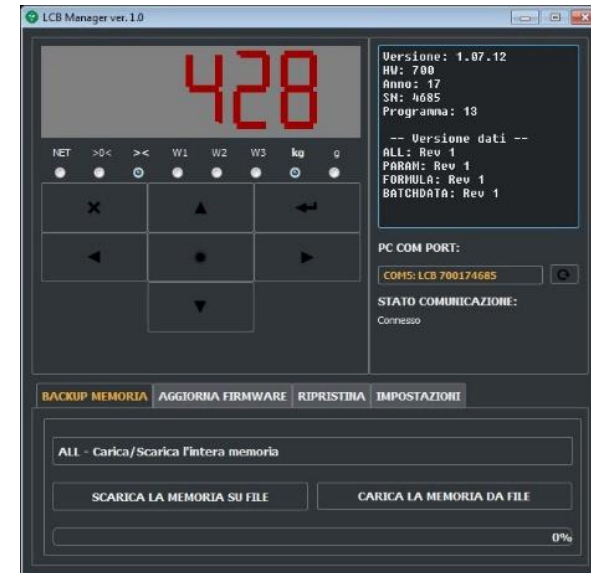 LCB Manager ver. 1.0
428
NET >0< >< W1 W2 W3 kg g
Versione: 1.07.12
HW: 700
Anno: 17
SN: 4685
Programma: 13
-- Versione dati --
ALL: Rev 1
PARAM: Rev 1
FORMULA: Rev 1
BATCHDATA: Rev 1
PC COM PORT:
COM5: LCB 700174685
STATO COMUNICAZIONE:
Connesso
BACKUP MEMORIA AGGIORNA FIRMWARE RIPRISTINA IMPOSTAZIONI
ALL - Carica/Scarica l'intera memoria
SCARICA LA MEMORIA SU FILE CARICA LA MEMORIA DA FILE
0%